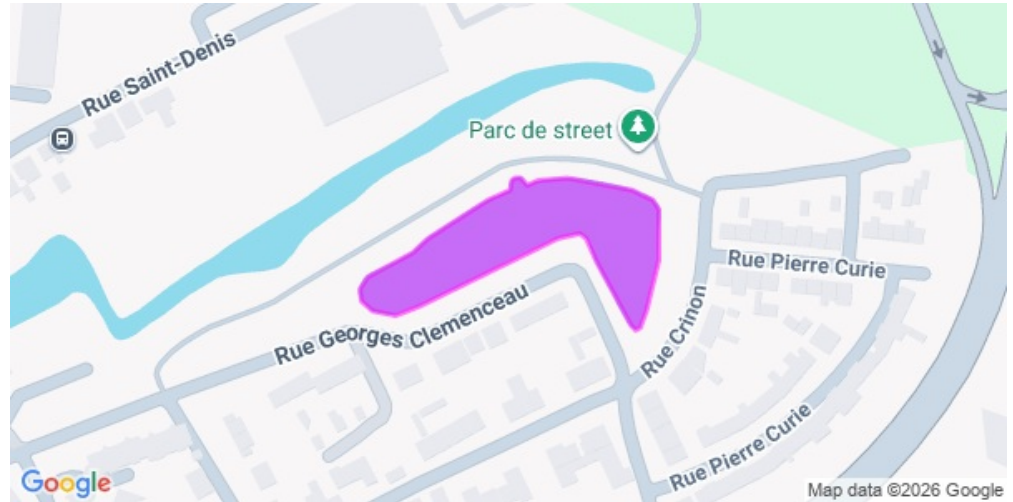 Rue Saint-Denis
Parc de street
Rue Pierre Curie
Rue Georges Clemenceau
Rue Crinon
Rue Pierre Curie
Google
Map data ©2026 Google